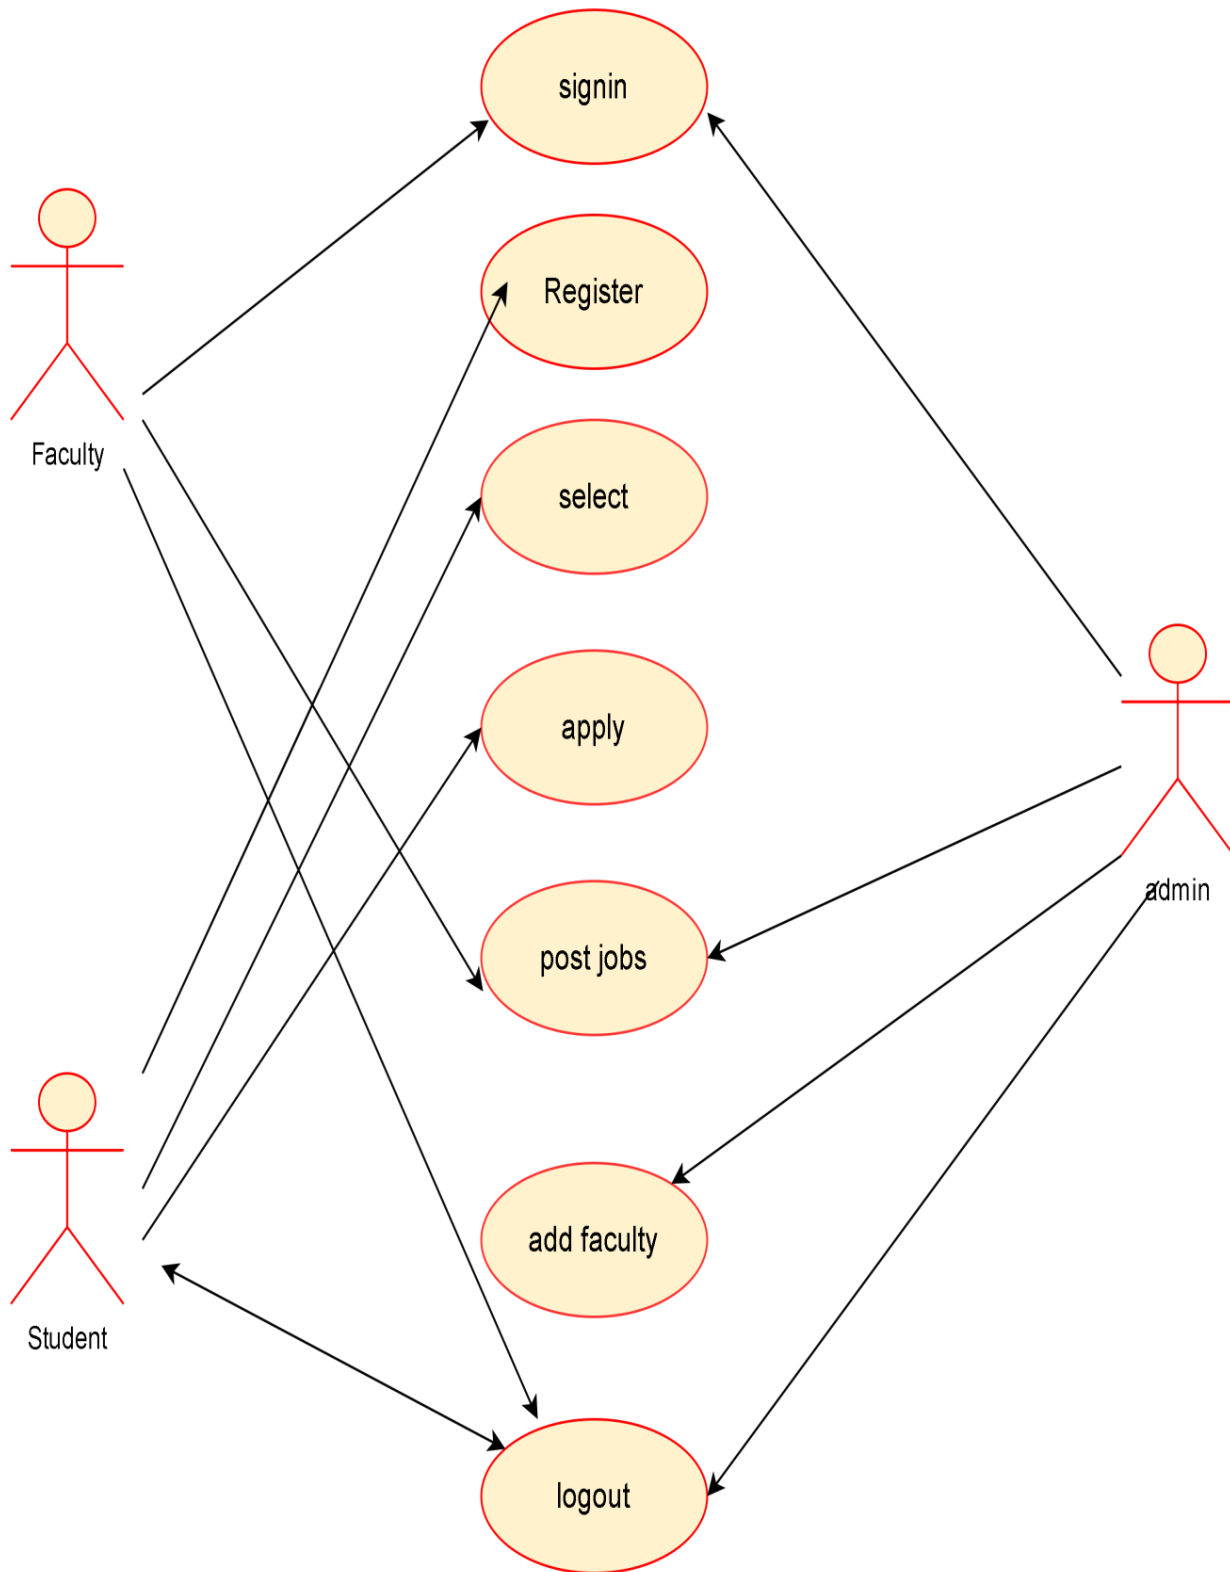 signin
Register
Faculty
select
apply
admin
post jobs
add faculty
Student
logout